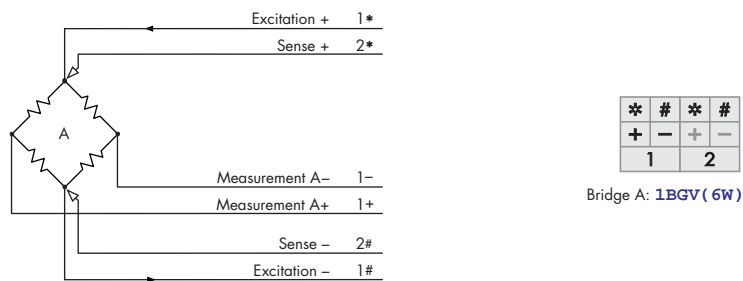 Excitation + 1*
Sense + 2*
A
Measurement A– 1–
Measurement A+ 1+
Sense – 2#
Excitation – 1#
* # * #
+ – + –
1 2
Bridge A: 1BGV(6W)